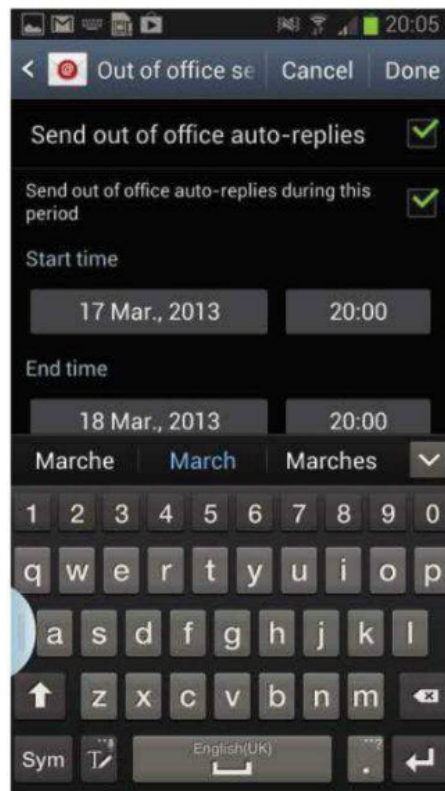 20:05
< @ Out of office se Cancel Done
Send out of office auto-replies
Send out of office auto-replies during this
period
Start time
17 Mar., 2013 20:00
End time
18 Mar., 2013 20:00
Marche March Marches
1 2 3 4 5 6 7 8 9 0
q w e r t y u i o p
a s d f g h j k l
z x c v b n m
Sym T English(UK) .